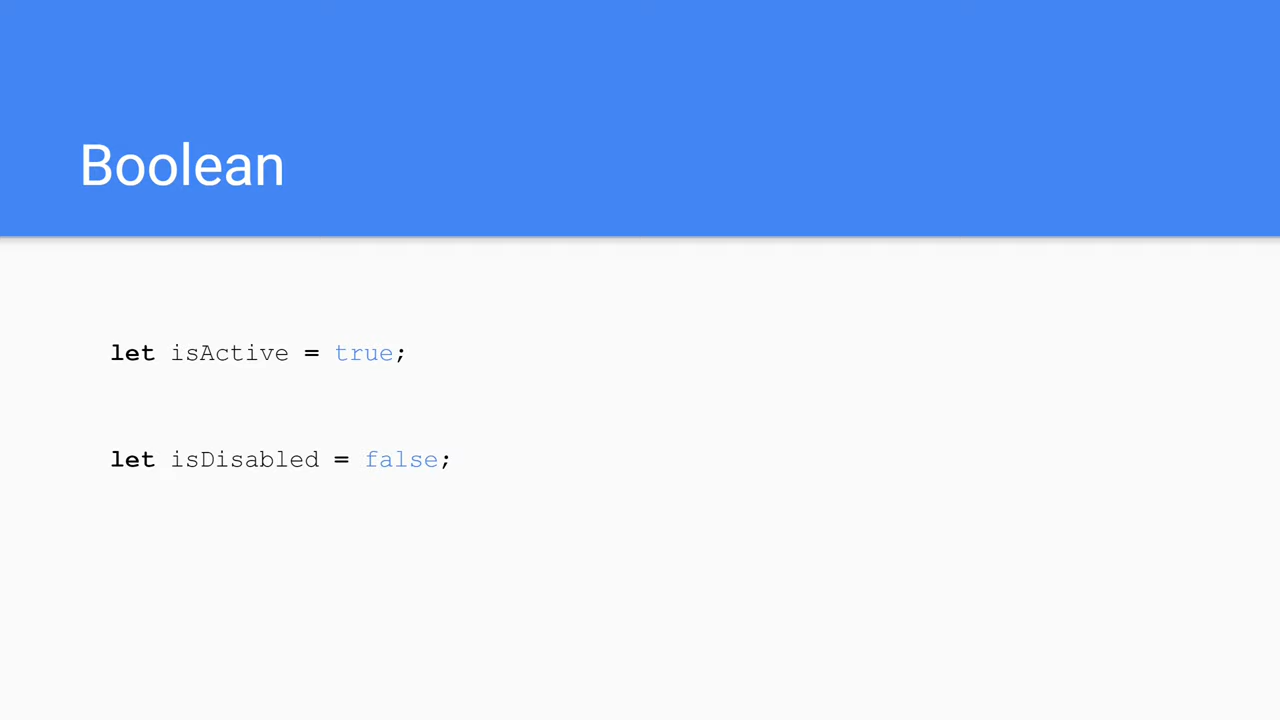 Boolean
let isActive = true;
let isDisabled = false;